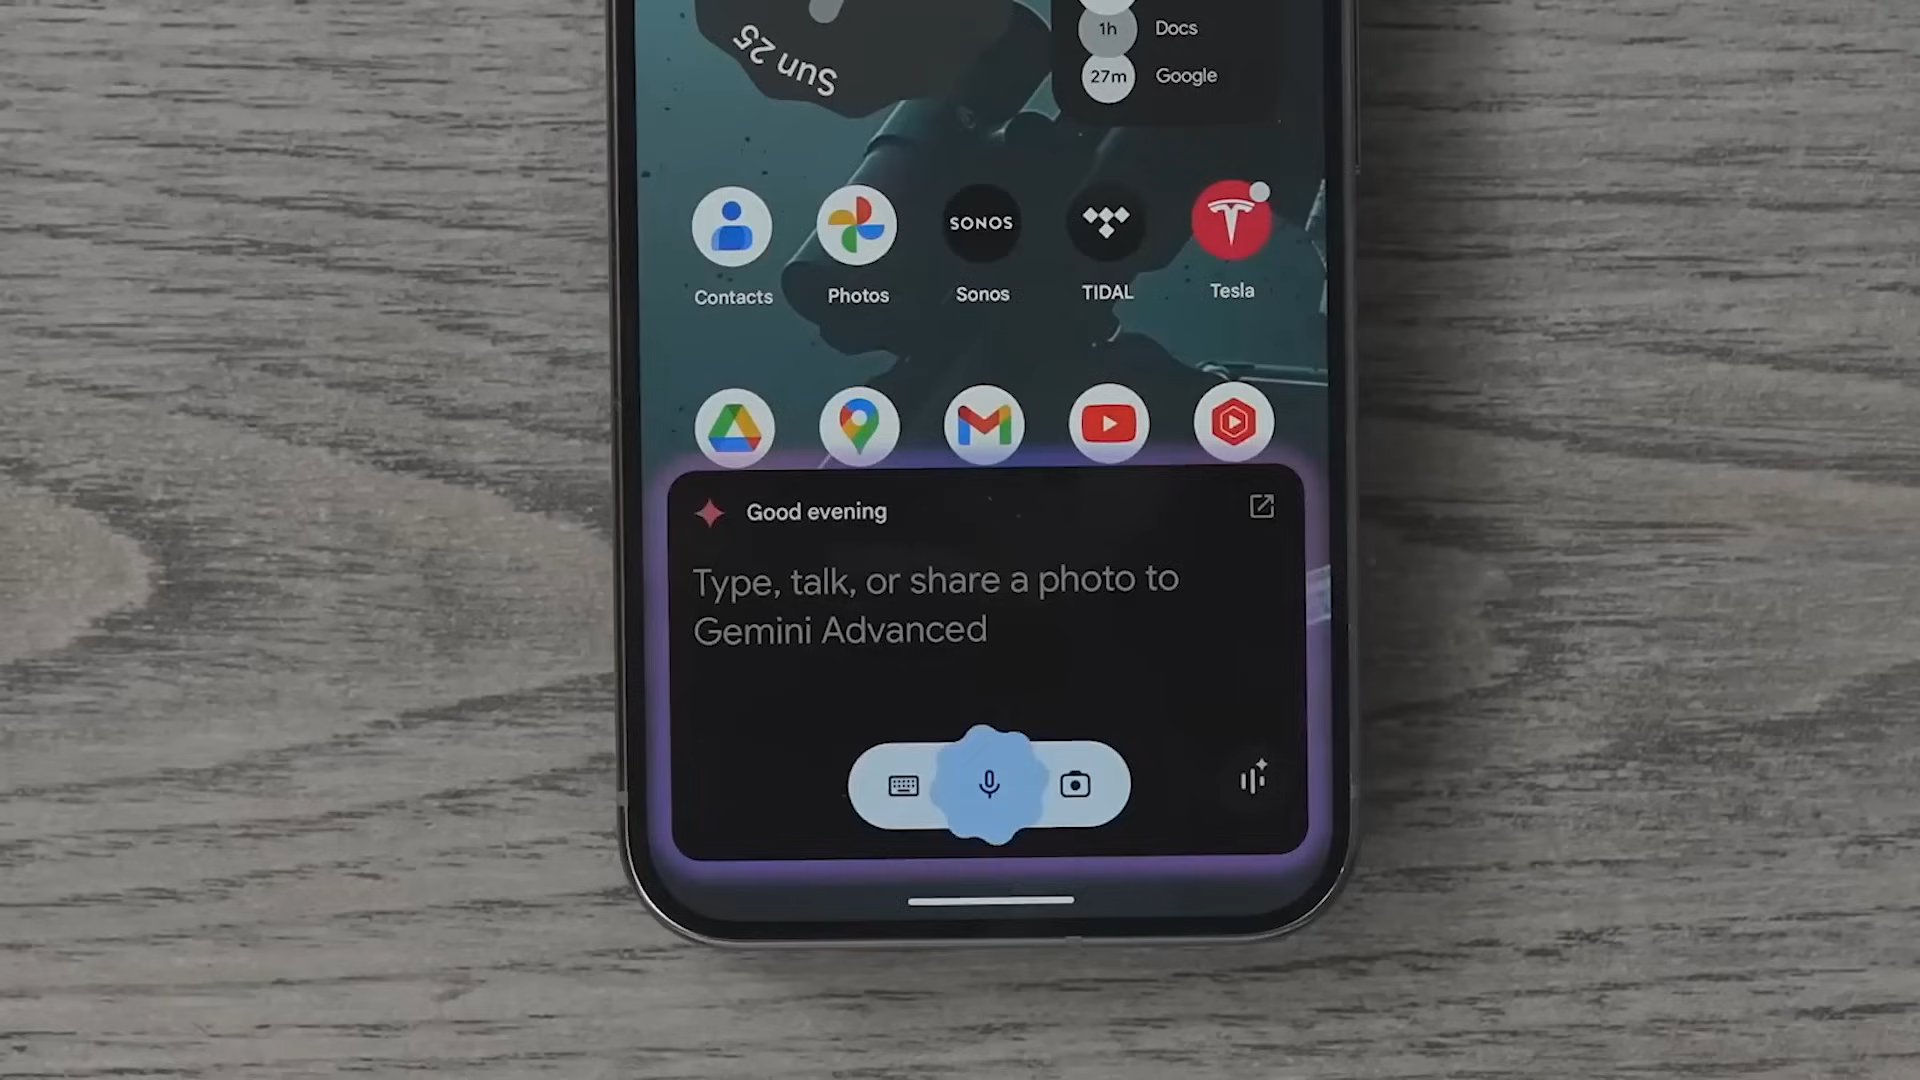 Sun 25
1h Docs
27m Google
SONOS
Contacts Photos Sonos TIDAL Tesla
Good evening
Type, talk, or share a photo to
Gemini Advanced